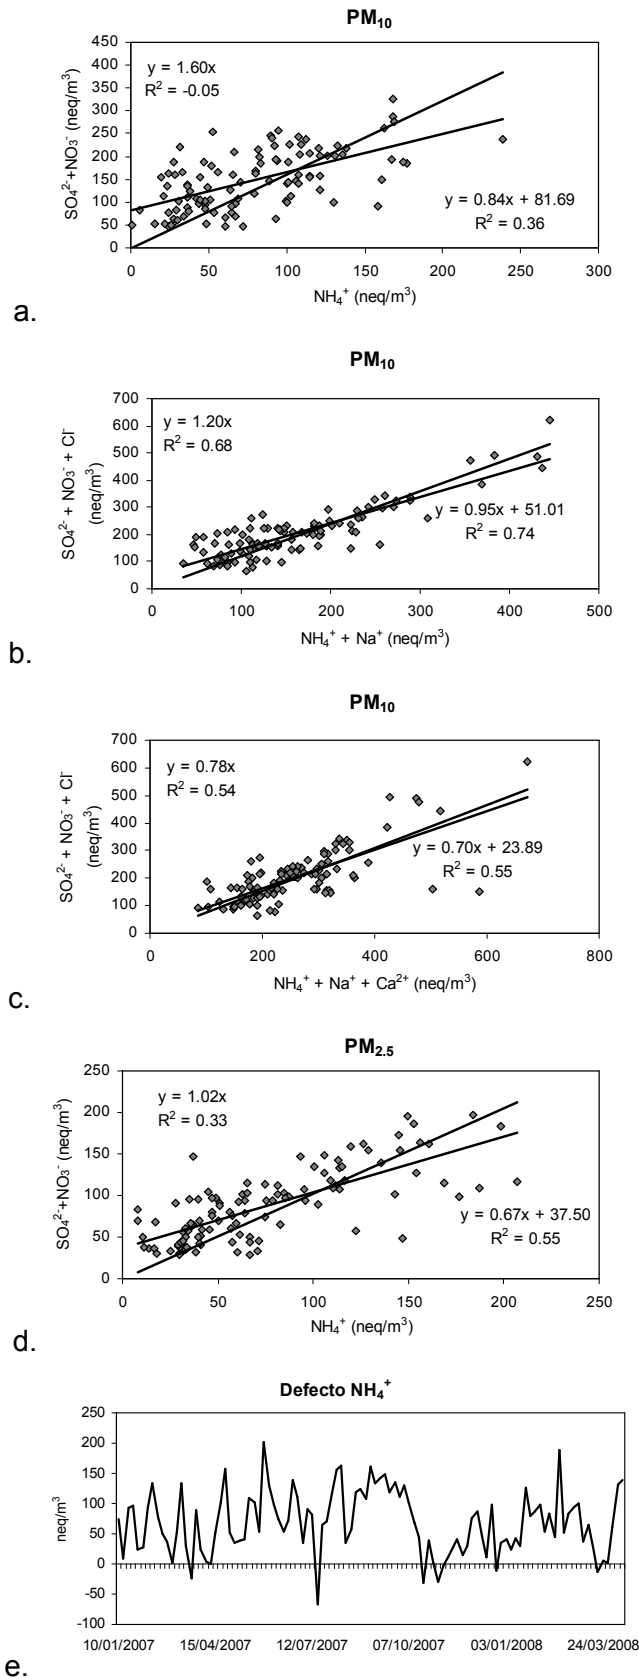 PM10
450
400
350
300
250
200
150
100
50
0
SO4²⁻+NO3⁻ (neq/m³)
y = 1.60x
R² = -0.05
y = 0.84x + 81.69
R² = 0.36
0 50 100 150 200 250 300
NH4⁺ (neq/m³)
a.
PM10
700
600
500
400
300
200
100
0
SO4²⁻ + NO3⁻ + Cl⁻
(neq/m³)
y = 1.20x
R² = 0.68
y = 0.95x + 51.01
R² = 0.74
0 100 200 300 400 500
NH4⁺ + Na⁺ (neq/m³)
b.
PM10
700
600
500
400
300
200
100
0
SO4²⁻ + NO3⁻ + Cl⁻
(neq/m³)
y = 0.78x
R² = 0.54
y = 0.70x + 23.89
R² = 0.55
0 200 400 600 800
NH4⁺ + Na⁺ + Ca²⁺ (neq/m³)
c.
PM2.5
250
200
150
100
50
0
SO4²⁻+NO3⁻ (neq/m³)
y = 1.02x
R² = 0.33
y = 0.67x + 37.50
R² = 0.55
0 50 100 150 200 250
NH4⁺ (neq/m³)
d.
Defecto NH4⁺
250
200
150
100
50
0
-50
-100
neq/m³
10/01/2007 15/04/2007 12/07/2007 07/10/2007 03/01/2008 24/03/2008
e.